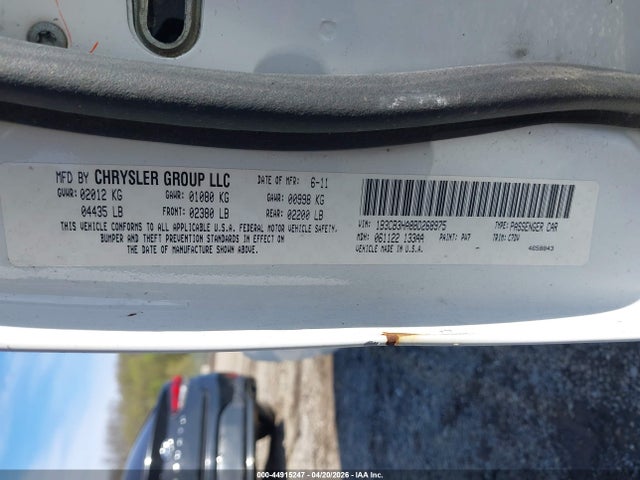 MFD BY CHRYSLER GROUP LLC DATE OF MFR: 6-11
GVWR: 02012 KG GAWR: 01080 KG GAWR: 00998 KG
04435 LB FRONT: 02380 LB REAR: 02200 LB
THIS VEHICLE CONFORMS TO ALL APPLICABLE U.S.A. FEDERAL MOTOR VEHICLE SAFETY,
BUMPER AND THEFT PREVENTION STANDARDS IN EFFECT ON
THE DATE OF MANUFACTURE SHOWN ABOVE.
VIN: 1B3CB3HA8BD268975 TYPE: PASSENGER CAR
MDH: 061122 133AA PAINT: PW7 TRIM: C7DV
VEHICLE MADE IN U.S.A.
4658043
000-44915247 - 04/20/2026 - IAA Inc.